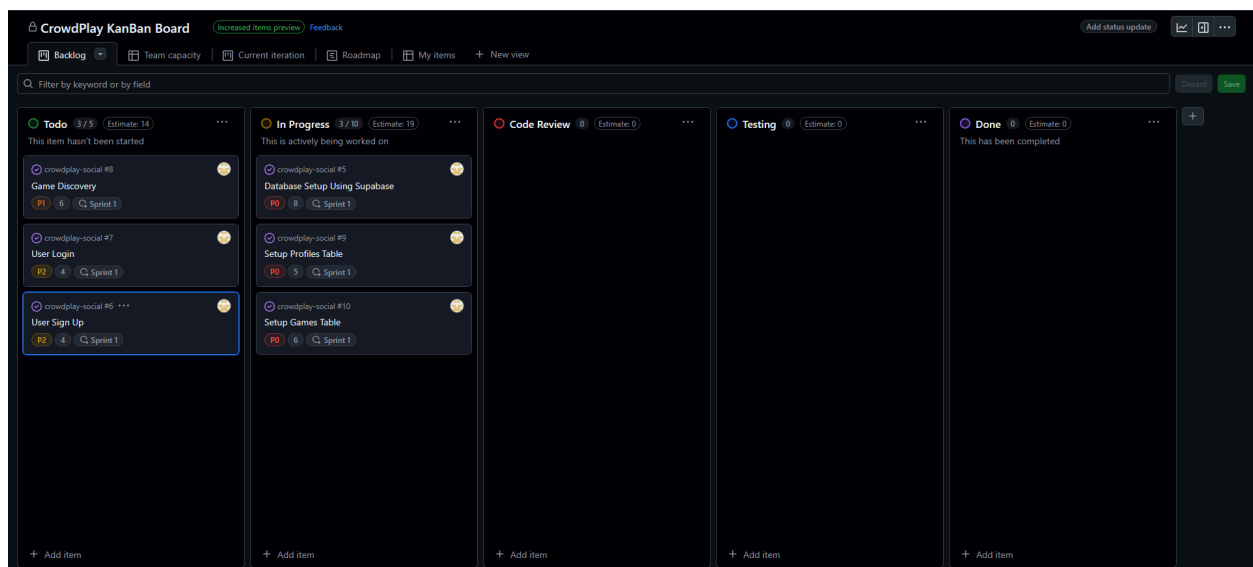 CrowdPlay KanBan Board
Increased items preview
Feedback
Add status update
Backlog
Team capacity
Current iteration
Roadmap
My items
+ New view
Filter by keyword or by field
Discard
Save
Todo 3 / 5 Estimate: 14
This item hasn't been started
crowdplay-social #8
Game Discovery
P1 6 Sprint 1
crowdplay-social #7
User Login
P2 4 Sprint 1
crowdplay-social #6
User Sign Up
P2 4 Sprint 1
+ Add item
In Progress 3 / 10 Estimate: 19
This is actively being worked on
crowdplay-social #5
Database Setup Using Supabase
P0 8 Sprint 1
crowdplay-social #9
Setup Profiles Table
P0 5 Sprint 1
crowdplay-social #10
Setup Games Table
P0 6 Sprint 1
+ Add item
Code Review 0 Estimate: 0
+ Add item
Testing 0 Estimate: 0
+ Add item
Done 0 Estimate: 0
This has been completed
+ Add item